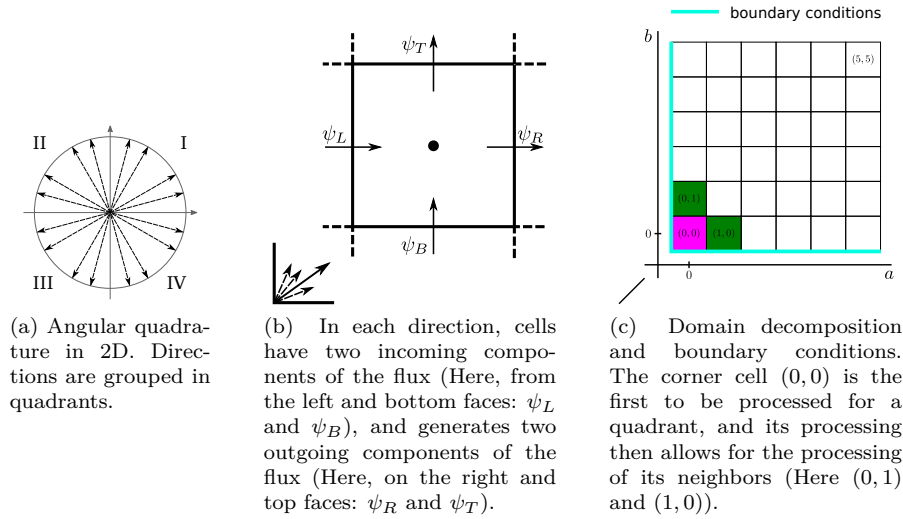 boundary conditions
b
(5, 5)
(0, 1)
(0, 0)
(1, 0)
0
0
a
ψT
ψL
ψR
ψB
II
I
III
IV
(a) Angular quadra-
ture in 2D. Direc-
tions are grouped in
quadrants.
(b) In each direction, cells
have two incoming compo-
nents of the flux (Here, from
the left and bottom faces: ψL
and ψB), and generates two
outgoing components of the
flux (Here, on the right and
top faces: ψR and ψT).
(c) Domain decomposition
and boundary conditions.
The corner cell (0, 0) is the
first to be processed for a
quadrant, and its processing
then allows for the processing
of its neighbors (Here (0, 1)
and (1, 0)).